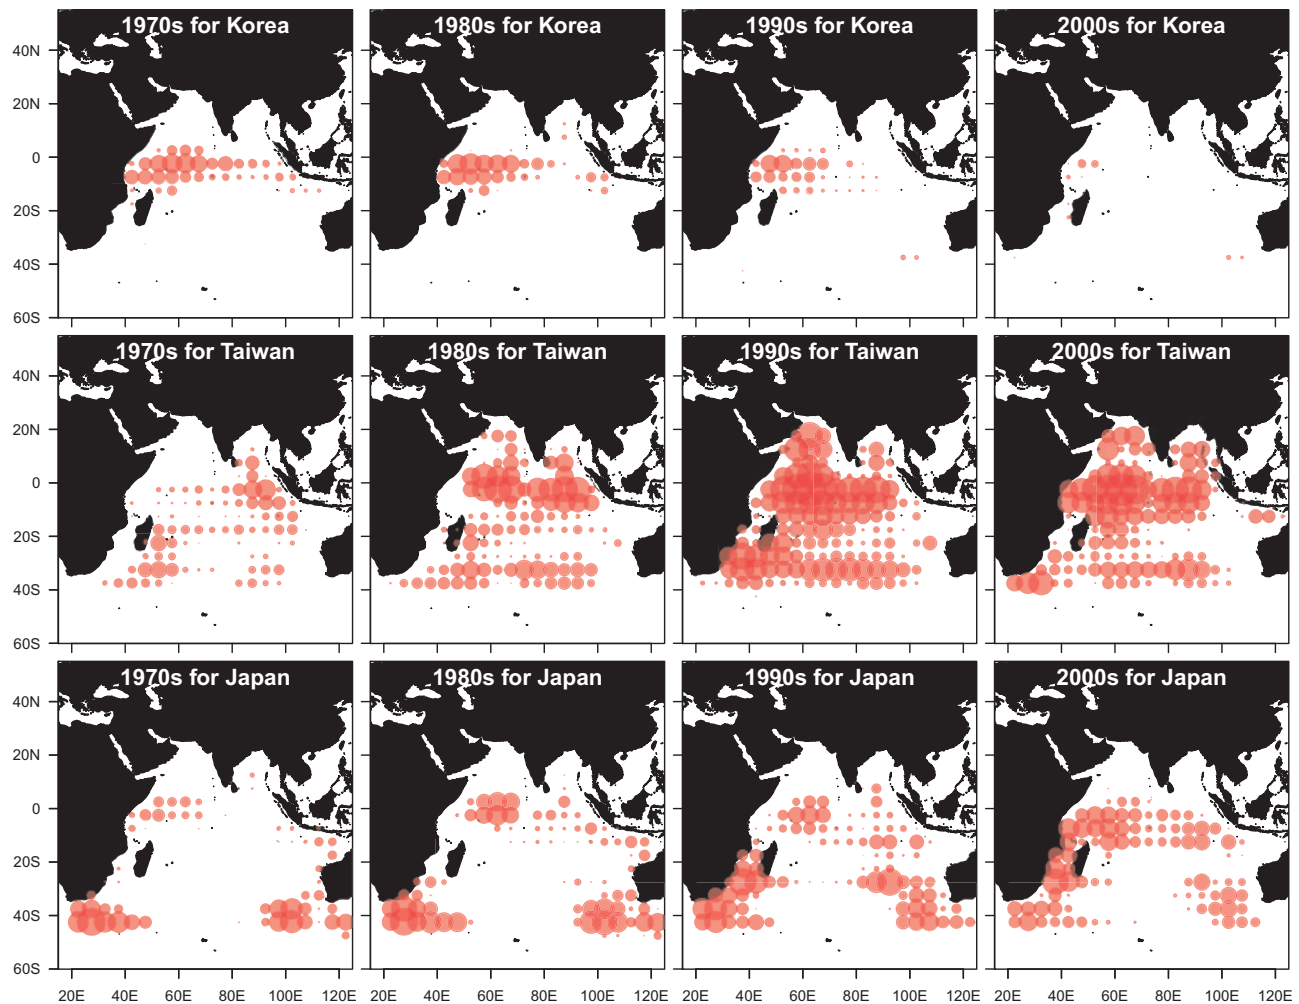 1970s for Korea
1980s for Korea
1990s for Korea
2000s for Korea
40N
20N
0
20S
40S
60S
1970s for Taiwan
1980s for Taiwan
1990s for Taiwan
2000s for Taiwan
40N
20N
0
20S
40S
60S
1970s for Japan
1980s for Japan
1990s for Japan
2000s for Japan
40N
20N
0
20S
40S
60S
20E 40E 60E 80E 100E 120E 20E 40E 60E 80E 100E 120E 20E 40E 60E 80E 100E 120E 20E 40E 60E 80E 100E 120E